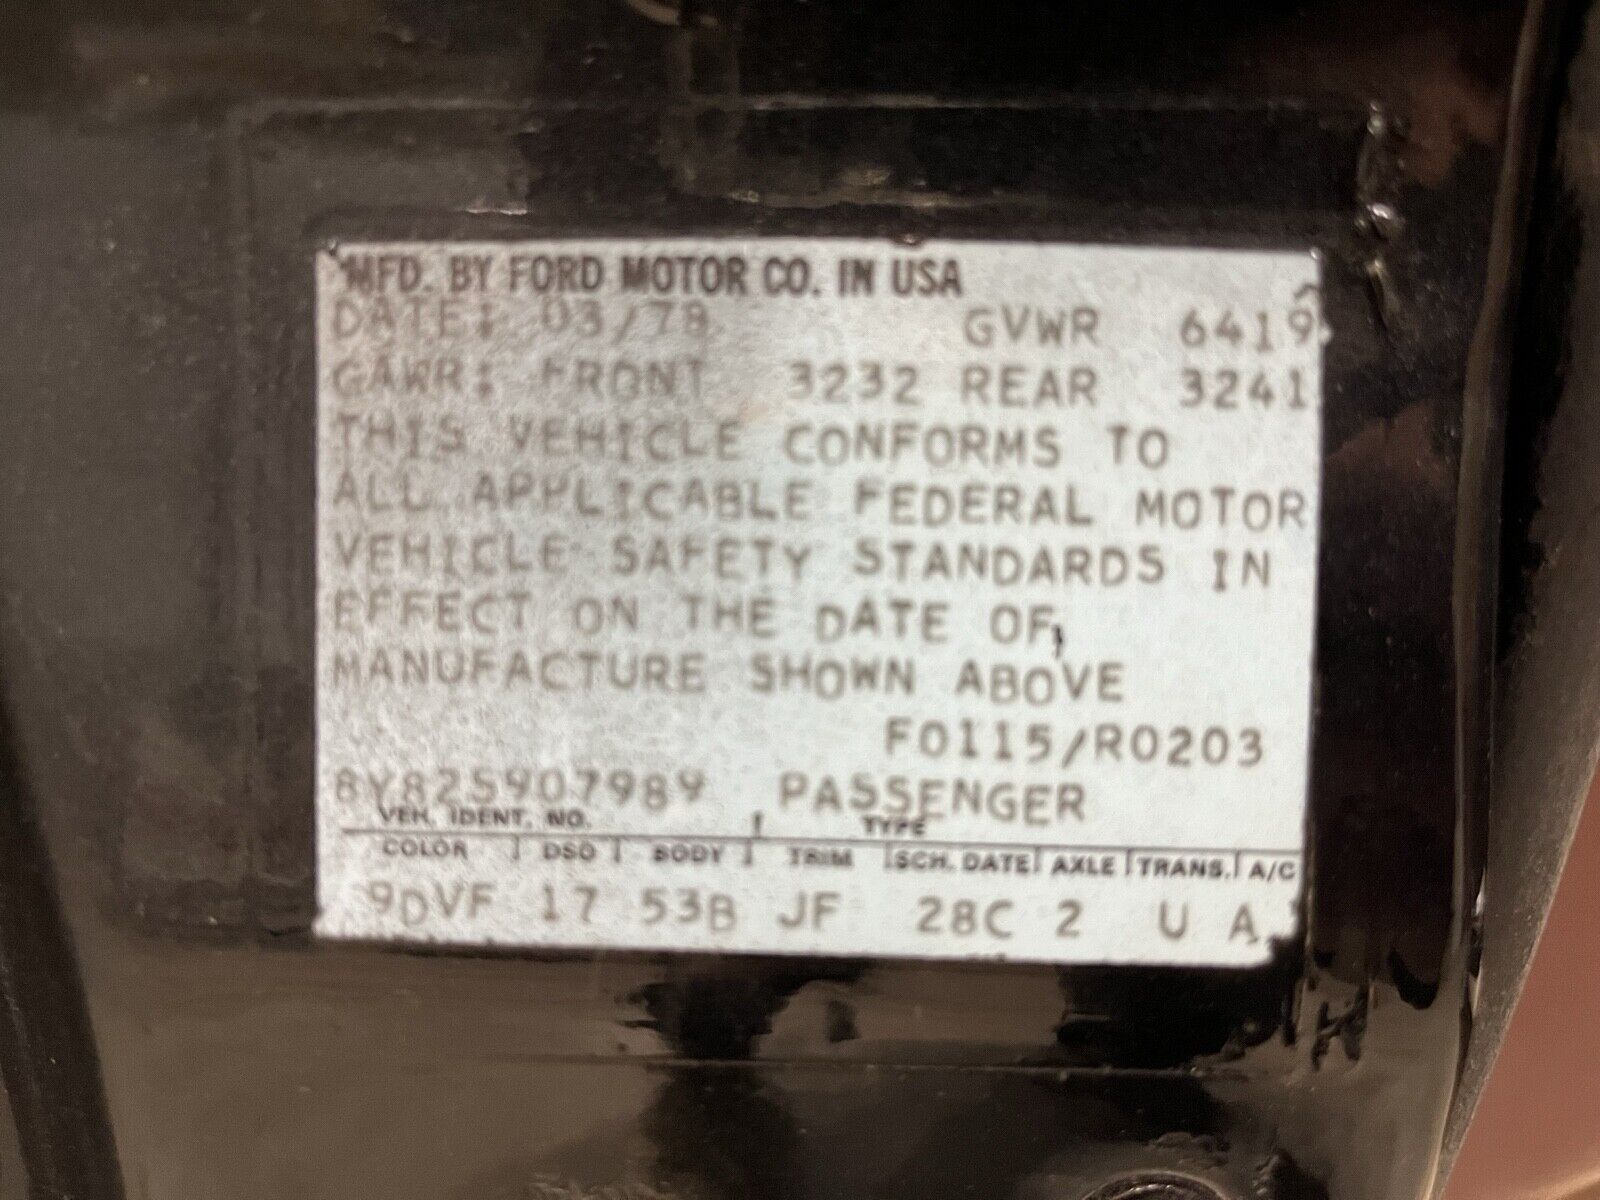 MFD. BY FORD MOTOR CO. IN USA
DATE: 03/78 GVWR 6419
GAWR: FRONT 3232 REAR 3241
THIS VEHICLE CONFORMS TO
ALL APPLICABLE FEDERAL MOTOR
VEHICLE SAFETY STANDARDS IN
EFFECT ON THE DATE OF
MANUFACTURE SHOWN ABOVE
F0115/R0203
8Y82S907989 PASSENGER
VEH. IDENT. NO. TYPE
COLOR DSO BODY TRIM SCH. DATE AXLE TRANS. A/C
9DVF 17 53B JF 28C 2 U A